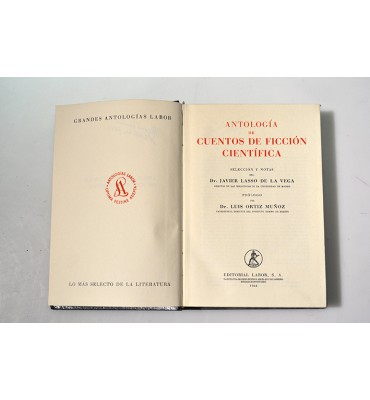 GRANDES ANTOLOGÍAS LABOR
LO MÁS SELECTO DE LA LITERATURA
ANTOLOGÍA
DE
CUENTOS DE FICCIÓN
CIENTÍFICA
SELECCIÓN Y NOTAS
DEL
Dr. JAVIER LASSO DE LA VEGA
PRÓLOGO
DEL
Dr. LUIS ORTIZ MUÑOZ
EDITORIAL LABOR, S. A.